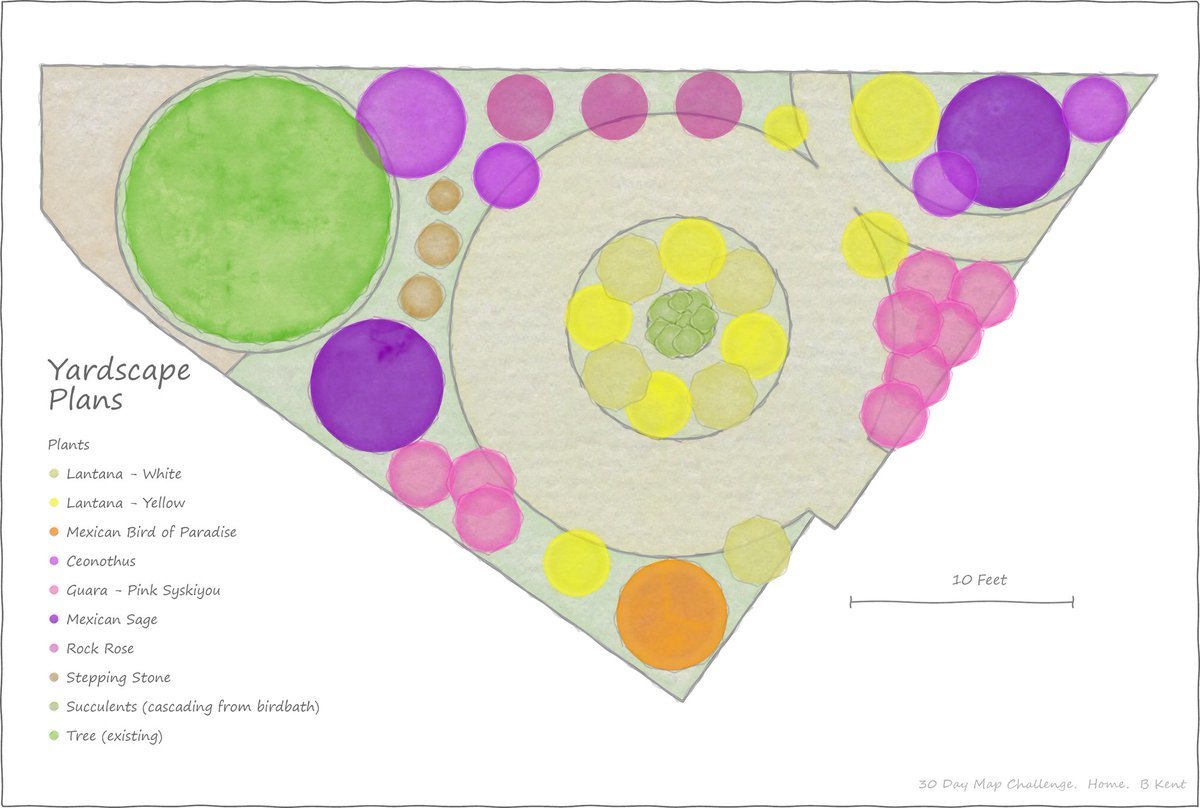 Yardscape
Plans
Plants
Lantana - White
Lantana - Yellow
Mexican Bird of Paradise
Ceonothus
Guara - Pink Syskiyou
Mexican Sage
Rock Rose
Stepping Stone
Succulents (cascading from birdbath)
Tree (existing)
10 Feet
30 Day Map Challenge. Home. B Kent